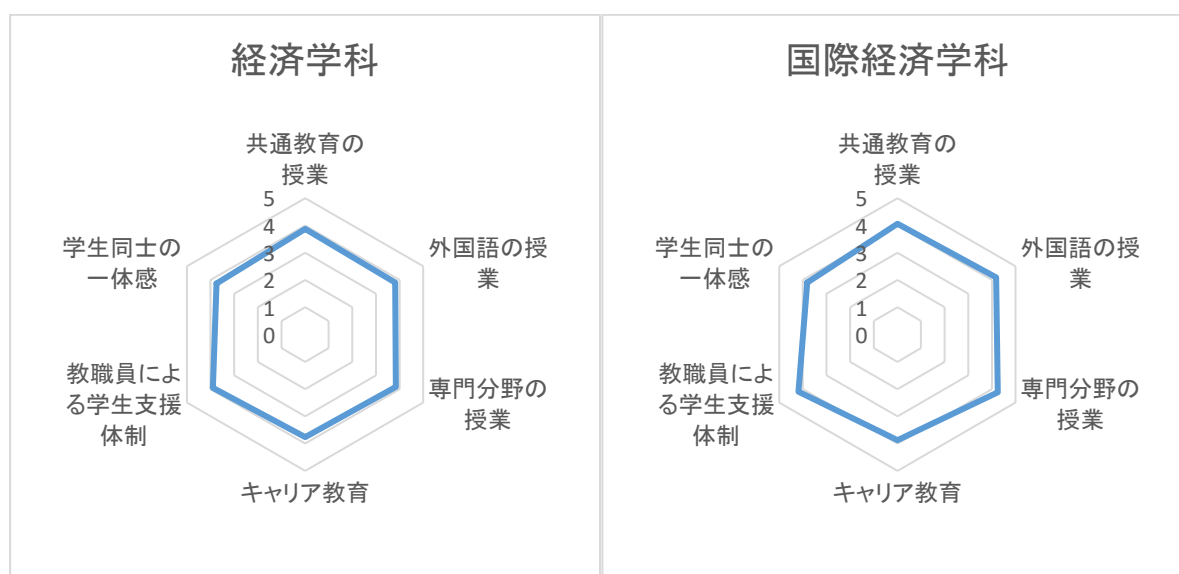 経済学科
共通教育の
授業
5
4
3
2
1
0
外国語の授
業
専門分野の
授業
キャリア教育
教職員によ
る学生支援
体制
学生同士の
一体感
国際経済学科
共通教育の
授業
5
4
3
2
1
0
外国語の授
業
専門分野の
授業
キャリア教育
教職員によ
る学生支援
体制
学生同士の
一体感